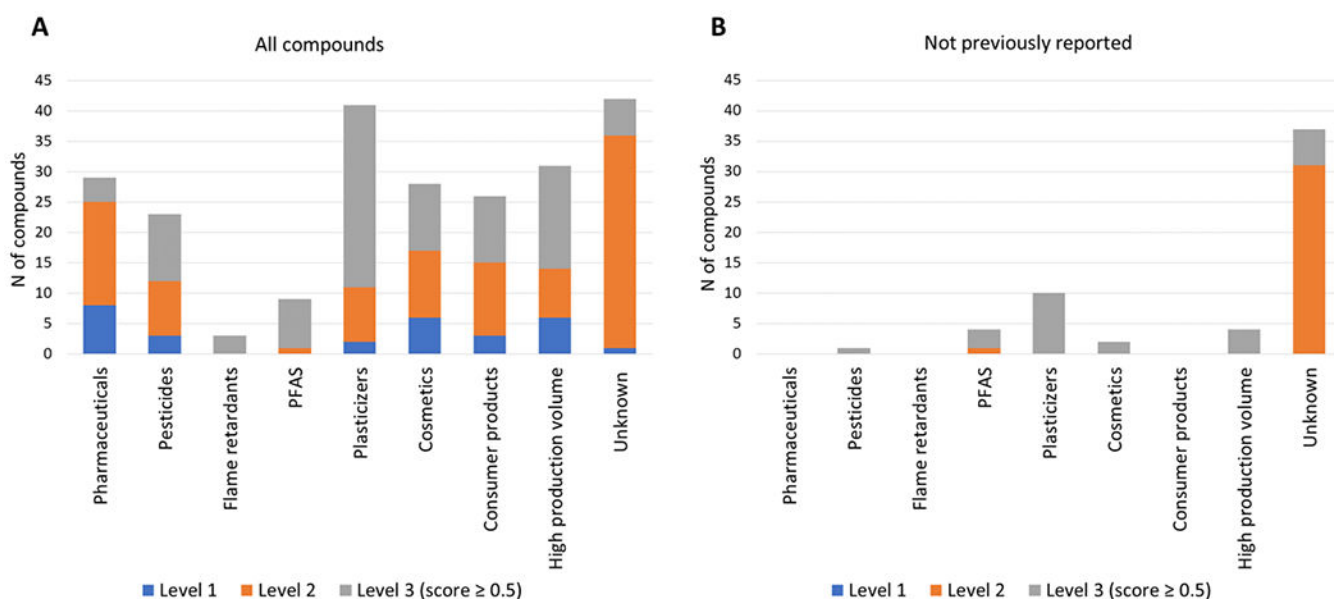 A
All compounds
N of compounds
45
40
35
30
25
20
15
10
5
0
Pharmaceuticals
Pesticides
Flame retardants
PFAS
Plasticizers
Cosmetics
Consumer products
High production volume
Unknown
Level 1 Level 2 Level 3 (score ≥ 0.5)
B
Not previously reported
N of compounds
45
40
35
30
25
20
15
10
5
0
Pharmaceuticals
Pesticides
Flame retardants
PFAS
Plasticizers
Cosmetics
Consumer products
High production volume
Unknown
Level 1 Level 2 Level 3 (score ≥ 0.5)